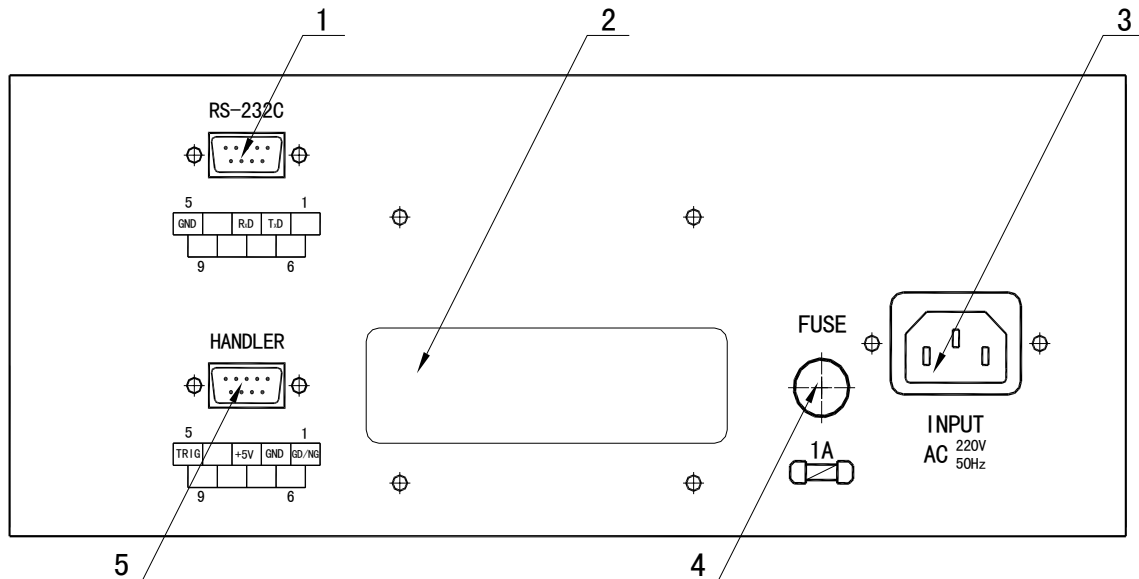 1
2
3
RS-232C
5 1
GND RxD TxD
9 6
HANDLER
5 1
TRIG +5V GND GD/NG
9 6
FUSE
1A
INPUT
AC 220V
50Hz
5
4